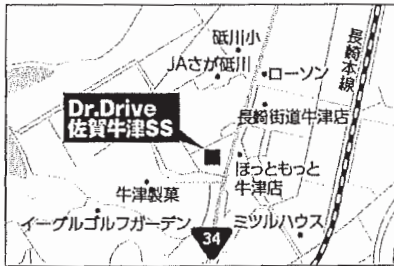 砥川小
JAさが砥川
ローソン
長崎本線
長崎街道牛津店
Dr.Drive
佐賀牛津SS
ほっともっと
牛津店
牛津製菓
イーグルゴルフガーデン
ミツルハウス
34